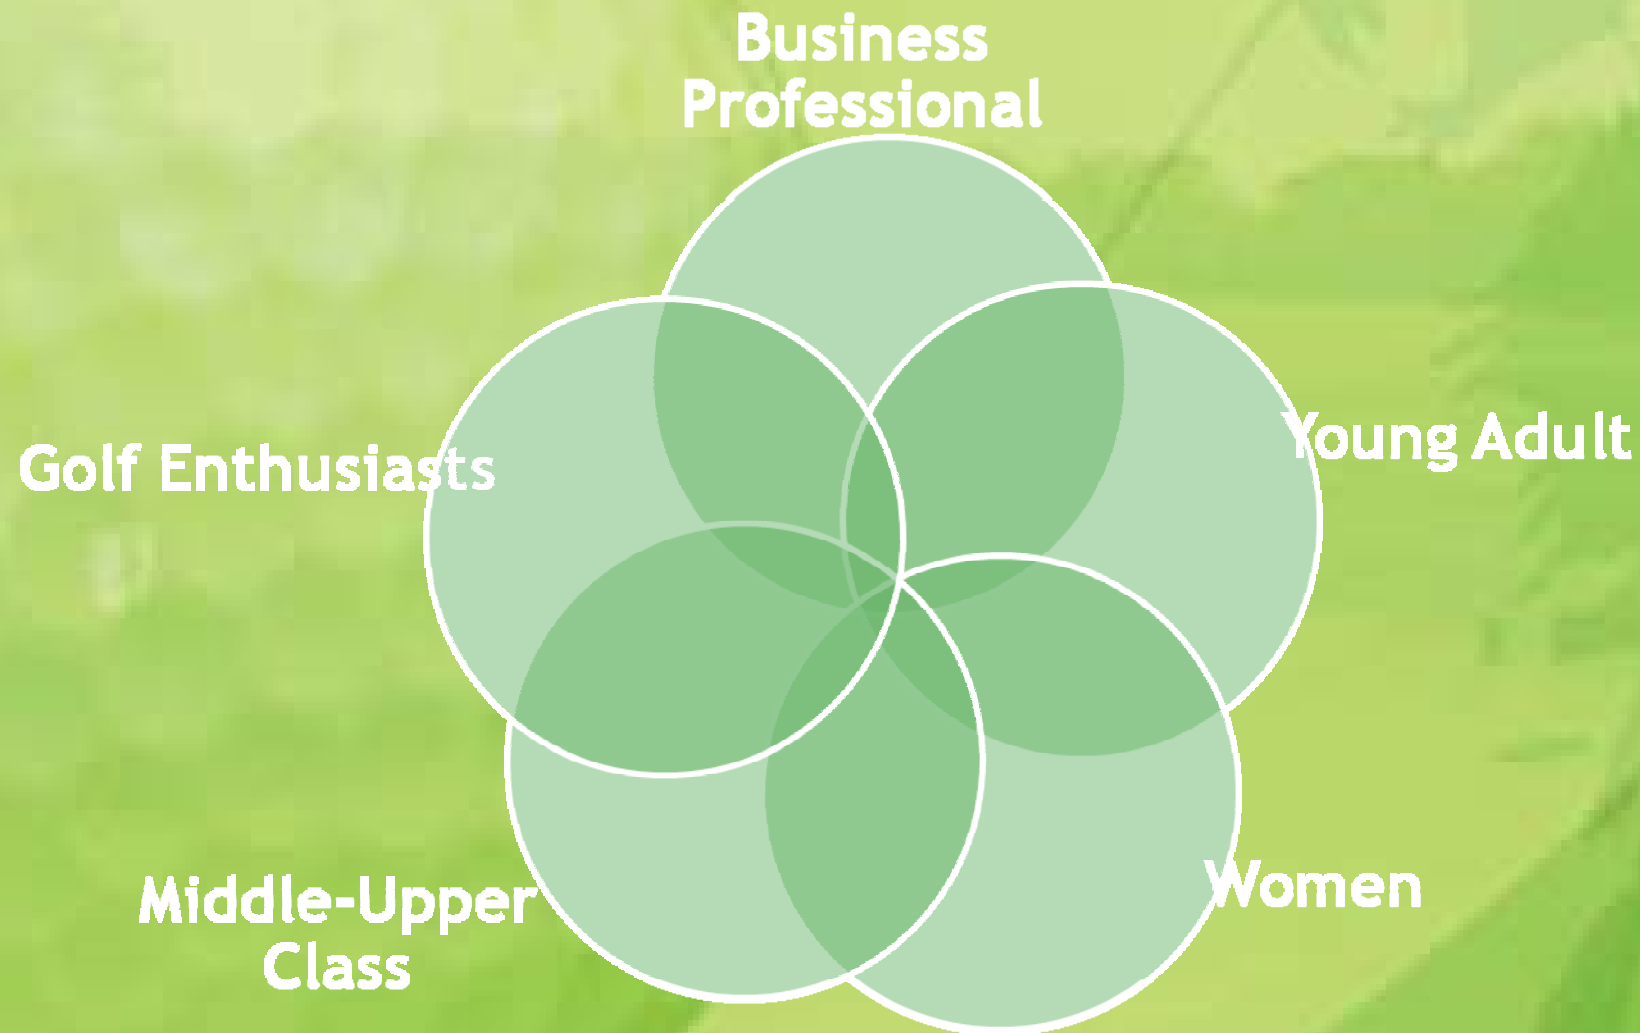 Business
Professional
Young Adult
Golf Enthusiasts
Women
Middle-Upper
Class